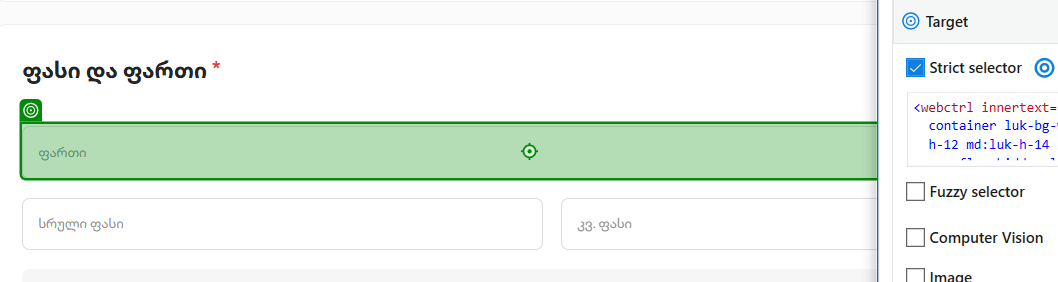 ფასი და ფართი *
ფართი
სრული ფასი
კვ. ფასი
Target
Strict selector
<webctrl innertext=
container luk-bg-
h-12 md:luk-h-14
Fuzzy selector
Computer Vision
Image